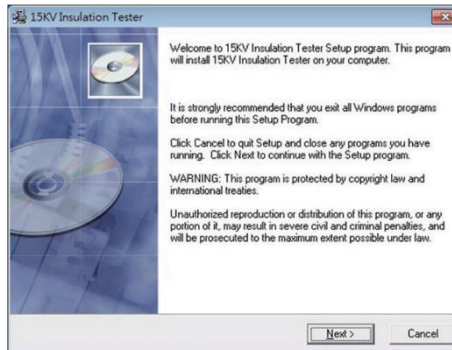 15KV Insulation Tester
Welcome to 15KV Insulation Tester Setup program. This program
will install 15KV Insulation Tester on your computer.
It is strongly recommended that you exit all Windows programs
before running this Setup Program.
Click Cancel to quit Setup and close any programs you have
running. Click Next to continue with the Setup program.
WARNING: This program is protected by copyright law and
international treaties.
Unauthorized reproduction or distribution of this program, or any
portion of it, may result in severe civil and criminal penalties, and
will be prosecuted to the maximum extent possible under law.
Next >
Cancel